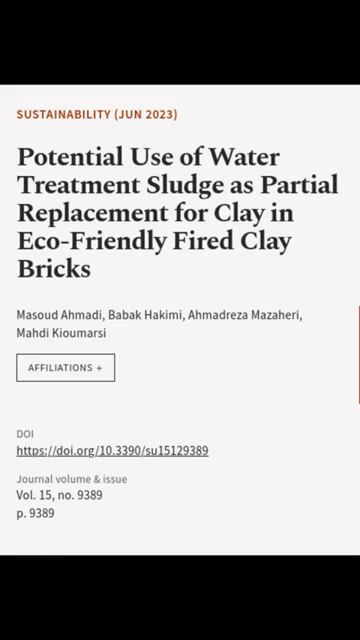 SUSTAINABILITY (JUN 2023)
Potential Use of Water
Treatment Sludge as Partial
Replacement for Clay in
Eco-Friendly Fired Clay
Bricks
Masoud Ahmadi, Babak Hakimi, Ahmadreza Mazaheri,
Mahdi Kioumarsi
AFFILIATIONS +
DOI
https://doi.org/10.3390/su15129389
Journal volume & issue
Vol. 15, no. 9389
p. 9389